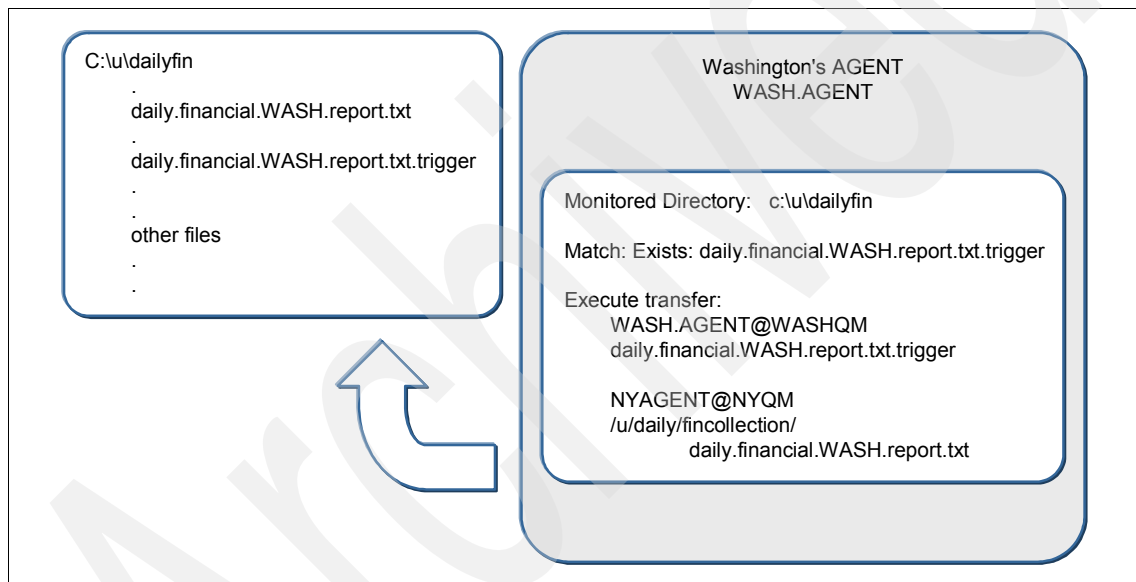 C:\u\dailyfin
.
daily.financial.WASH.report.txt
.
daily.financial.WASH.report.txt.trigger
.
.
other files
.
.
Washington's AGENT
WASH.AGENT
Monitored Directory: c:\u\dailyfin
Match: Exists: daily.financial.WASH.report.txt.trigger
Execute transfer:
WASH.AGENT@WASHQM
daily.financial.WASH.report.txt.trigger
NYAGENT@NYQM
/u/daily/fincollection/
daily.financial.WASH.report.txt
Archived